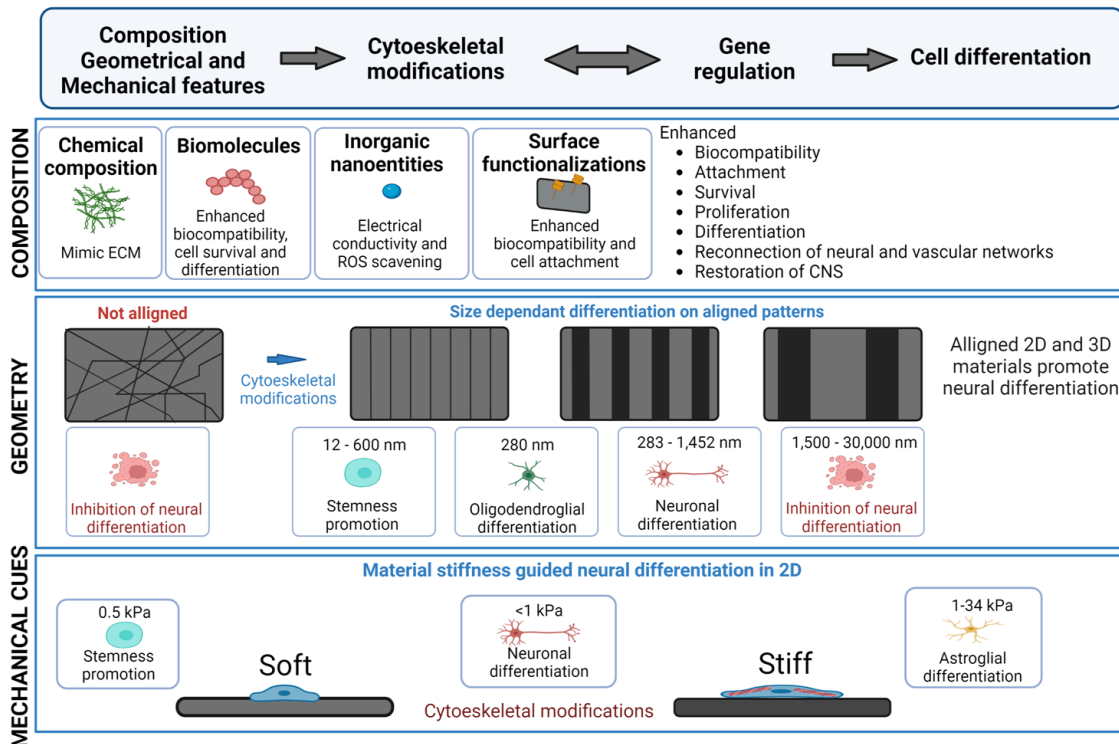 Composition
Geometrical and
Mechanical features
Cytoeskeletal
modifications
Gene
regulation
Cell differentation
COMPOSITION
Chemical
composition
Mimic ECM
Biomolecules
Enhanced
biocompatibility,
cell survival and
differentiation
Inorganic
nanoentities
Electrical
conductivity and
ROS scavening
Surface
functionalizations
Enhanced
biocompatibility and
cell attachment
Enhanced
• Biocompatibility
• Attachment
• Survival
• Proliferation
• Differentiation
• Reconnection of neural and vascular networks
• Restoration of CNS
GEOMETRY
Not aligned
Size dependant differentiation on aligned patterns
Cytoeskeletal
modifications
Alligned 2D and 3D
materials promote
neural differentiation
Inhibition of neural
differentiation
12 - 600 nm
Stemness
promotion
280 nm
Oligodendroglial
differentiation
283 - 1,452 nm
Neuronal
differentiation
1,500 - 30,000 nm
Inhinition of neural
differentiation
MECHANICAL CUES
Material stiffness guided neural differentiation in 2D
0.5 kPa
Stemness
promotion
Soft
<1 kPa
Neuronal
differentiation
Cytoeskeletal modifications
Stiff
1-34 kPa
Astroglial
differentiation